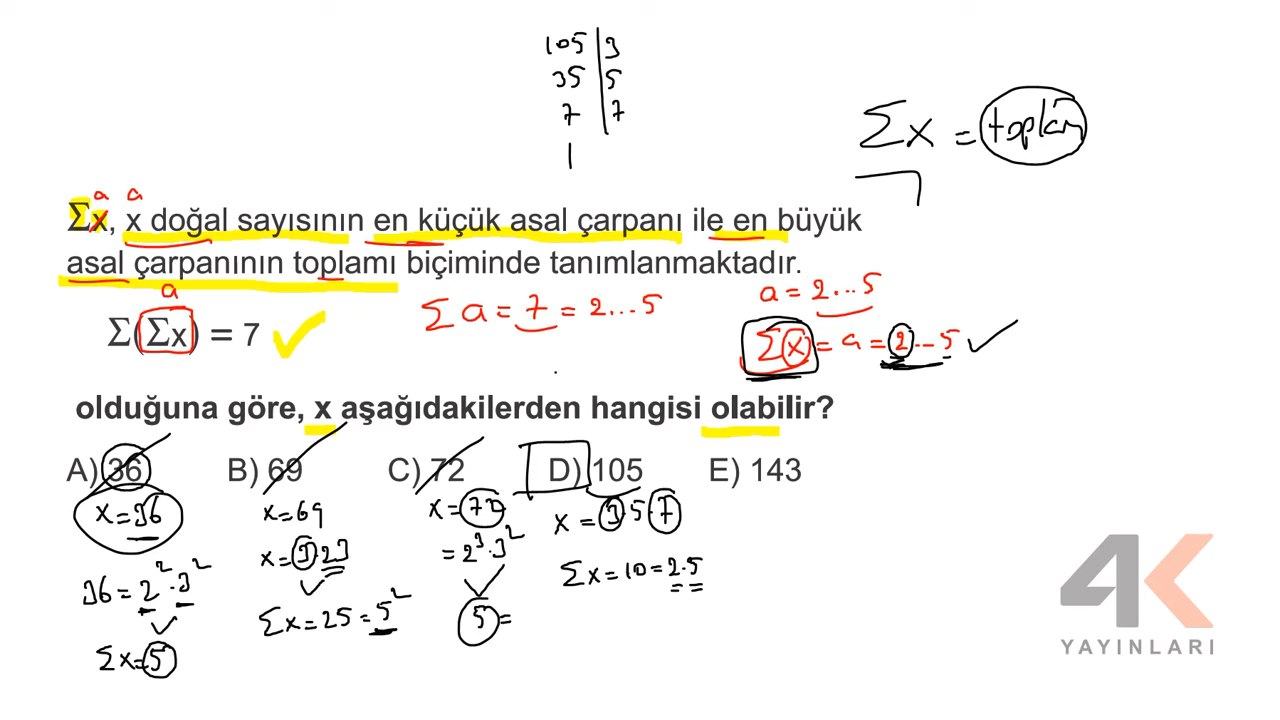 105 | 3
35 | 5
7 | 7
1
Σx = toplam
a a
Σx, x doğal sayısının en küçük asal çarpanı ile en büyük
asal çarpanının toplamı biçiminde tanımlanmaktadır.
a
Σ(Σx) = 7
Σa = 7 = 2...5
a = 2...5
Σx = a = 2...5
olduğuna göre, x aşağıdakilerden hangisi olabilir?
A) 36 B) 69 C) 72 D) 105 E) 143
x=36
36 = 2².3²
Σx=5
x=69
x=3.23
Σx=25=5²
x=72
=2³.3²
5=
x=3.5.7
Σx=10=2.5
4K
YAYINLARI